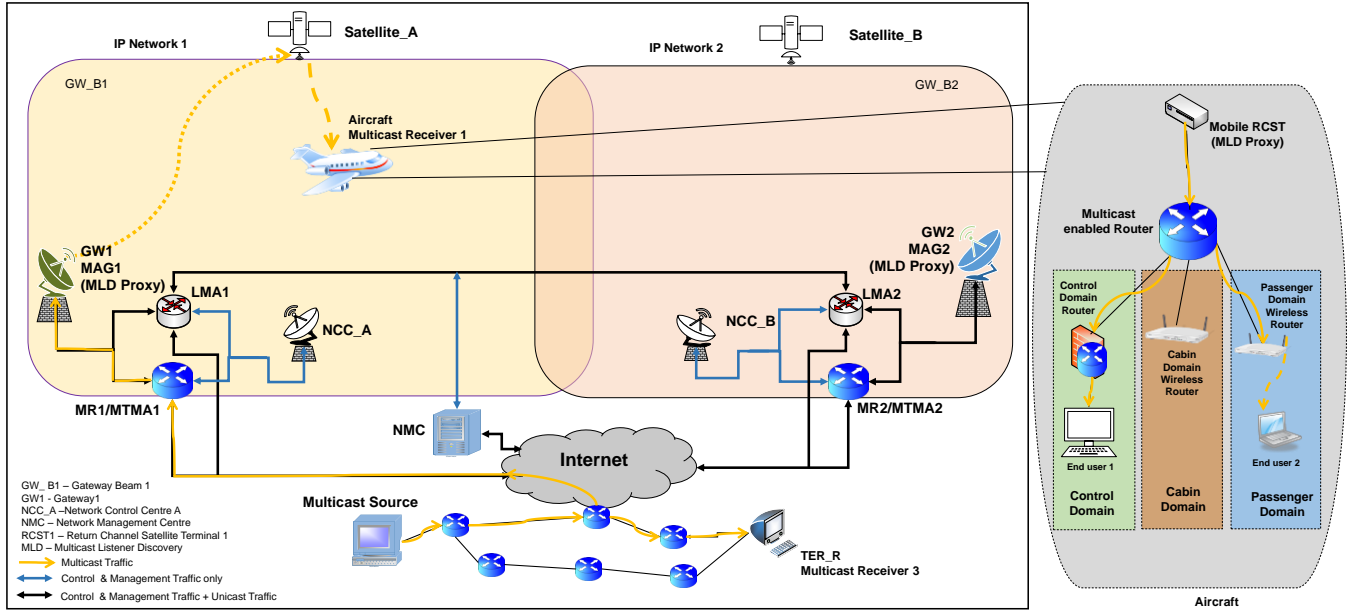 Satellite_A
Satellite_B
IP Network 1
IP Network 2
GW_B1
GW_B2
Aircraft
Multicast Receiver 1
Mobile RCST
(MLD Proxy)
Multicast
enabled Router
GW1
MAG1
(MLD Proxy)
GW2
MAG2
(MLD Proxy)
LMA1
LMA2
NCC_A
NCC_B
MR1/MTMA1
MR2/MTMA2
NMC
Internet
Multicast Source
TER_R
Multicast Receiver 3
Control
Domain
Router
Cabin
Domain
Wireless
Router
Passenger
Domain
Wireless
Router
End user 1
End user 2
Control
Domain
Cabin
Domain
Passenger
Domain
Aircraft
GW_ B1 – Gateway Beam 1
GW1 - Gateway1
NCC_A –Network Control Centre A
NMC – Network Management Centre
RCST1 – Return Channel Satellite Terminal 1
MLD – Multicast Listener Discovery
Multicast Traffic
Control & Management Traffic only
Control & Management Traffic + Unicast Traffic